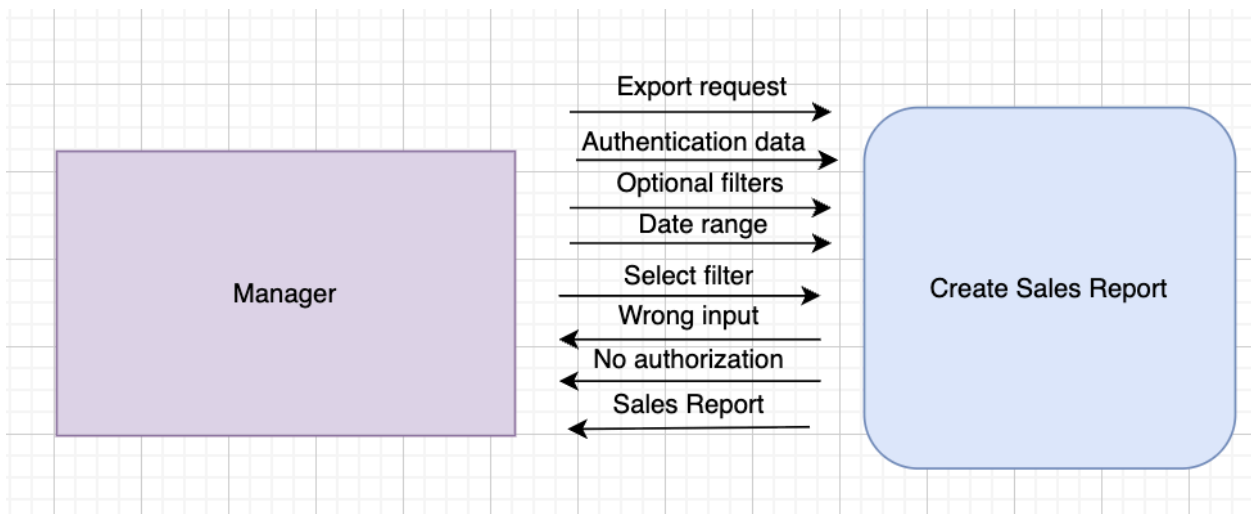 Export request
Authentication data
Optional filters
Date range
Select filter
Manager
Create Sales Report
Wrong input
No authorization
Sales Report